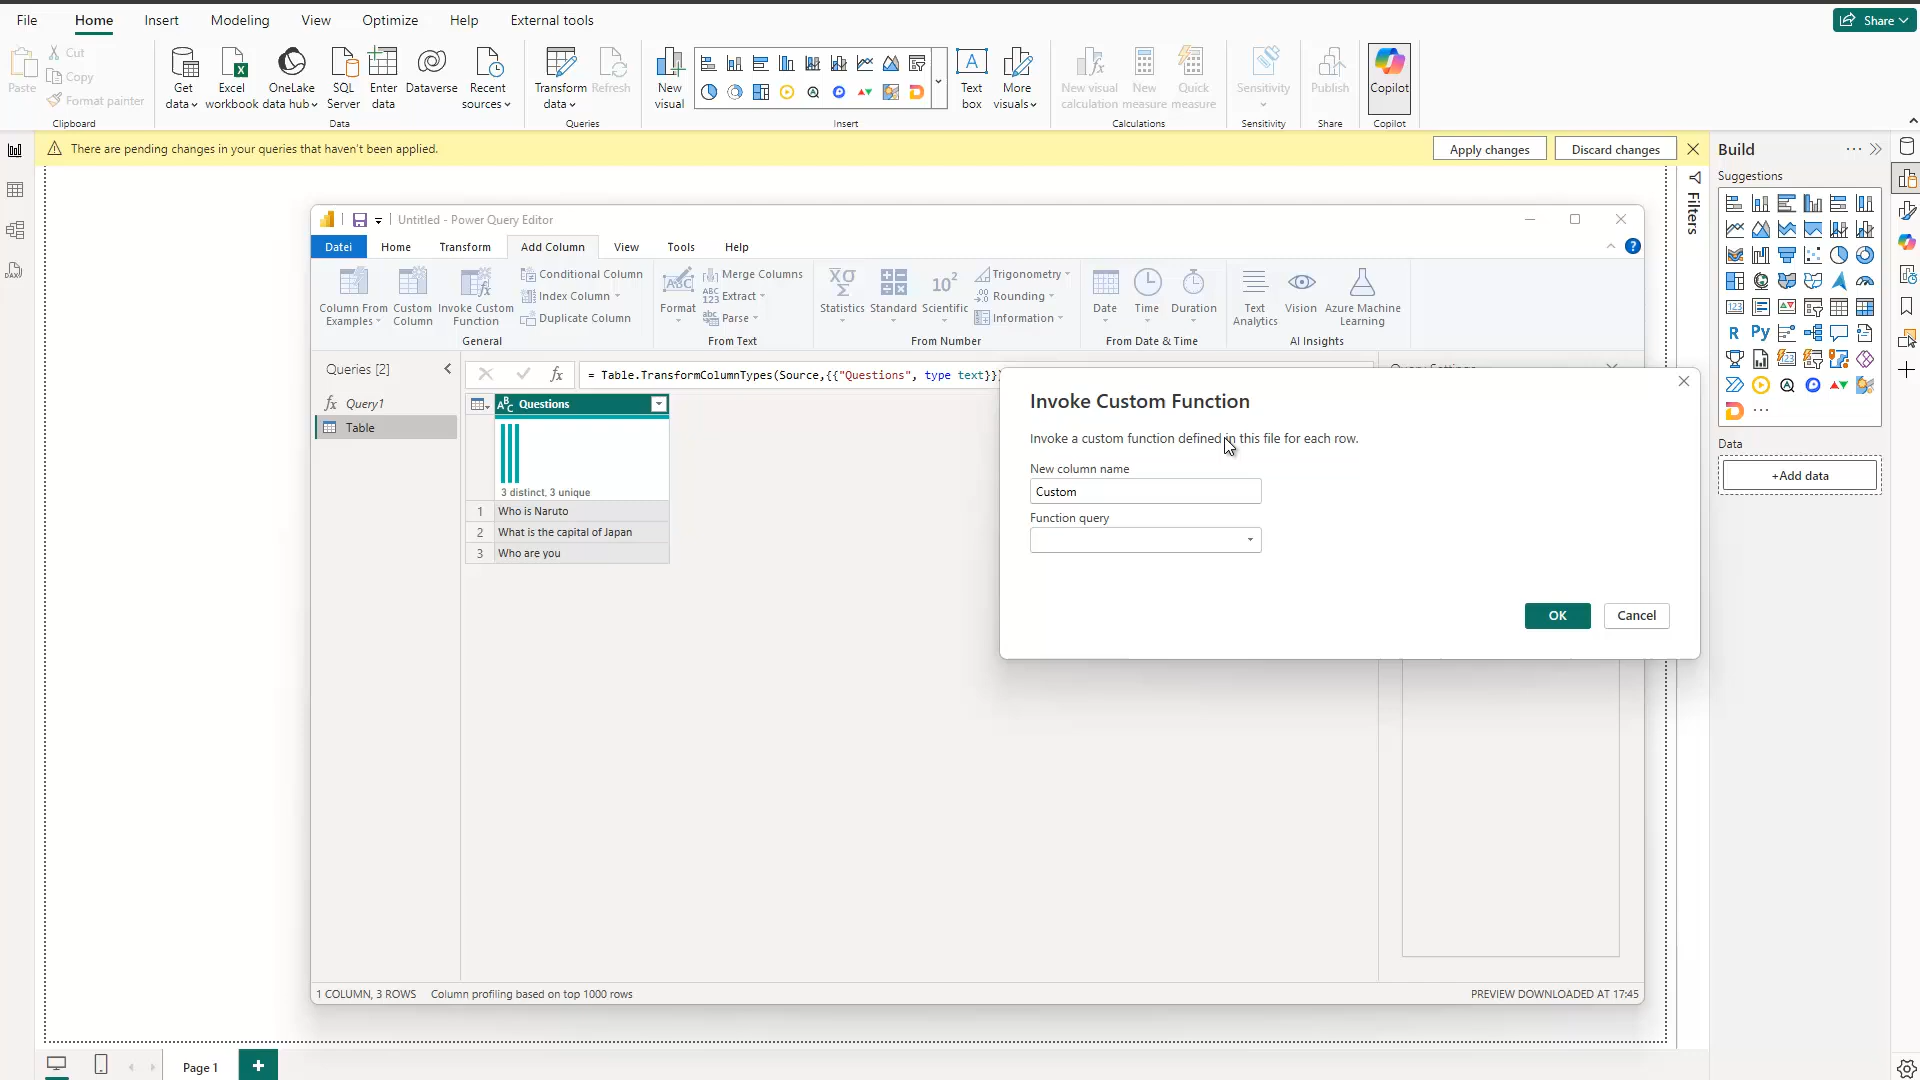 File Home Insert Modeling View Optimize Help External tools Share
Paste Cut Copy Format painter
Get data Excel workbook OneLake data hub SQL Server Enter data Dataverse Recent sources
Transform data Refresh
New visual
A
Text box More visuals
New visual calculation New measure Quick measure
Sensitivity Publish Copilot
Clipboard Data Queries Insert Calculations Sensitivity Share Copilot
There are pending changes in your queries that haven't been applied. Apply changes Discard changes
Build
Suggestions
Filters
DAX
R Py
123
Data
+Add data
Untitled - Power Query Editor
Datei Home Transform Add Column View Tools Help
Column From Examples Custom Column Invoke Custom Function
Conditional Column
Index Column
Duplicate Column
Format
Merge Columns
Extract
Parse
Statistics Standard Scientific
Trigonometry
Rounding
Information
Date Time Duration
Text Analytics Vision Azure Machine Learning
General From Text From Number From Date & Time AI Insights
Queries [2]
fx Query1
Table
fx = Table.TransformColumnTypes(Source,{{"Questions", type text}})
ABC Questions
3 distinct, 3 unique
1 Who is Naruto
2 What is the capital of Japan
3 Who are you
Invoke Custom Function
Invoke a custom function defined in this file for each row.
New column name
Custom
Function query
OK Cancel
1 COLUMN, 3 ROWS Column profiling based on top 1000 rows PREVIEW DOWNLOADED AT 17:45
Page 1